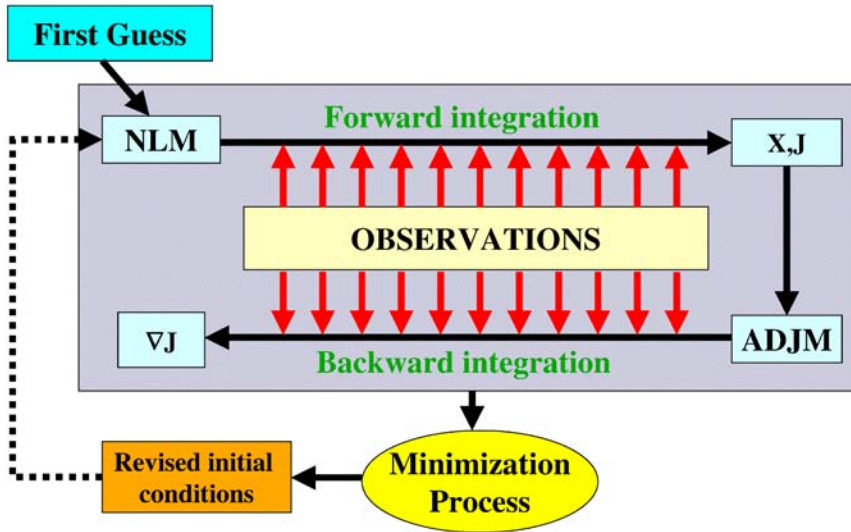 First Guess
Forward integration
NLM
X,J
OBSERVATIONS
∇J
ADJM
Backward integration
Revised initial
conditions
Minimization
Process